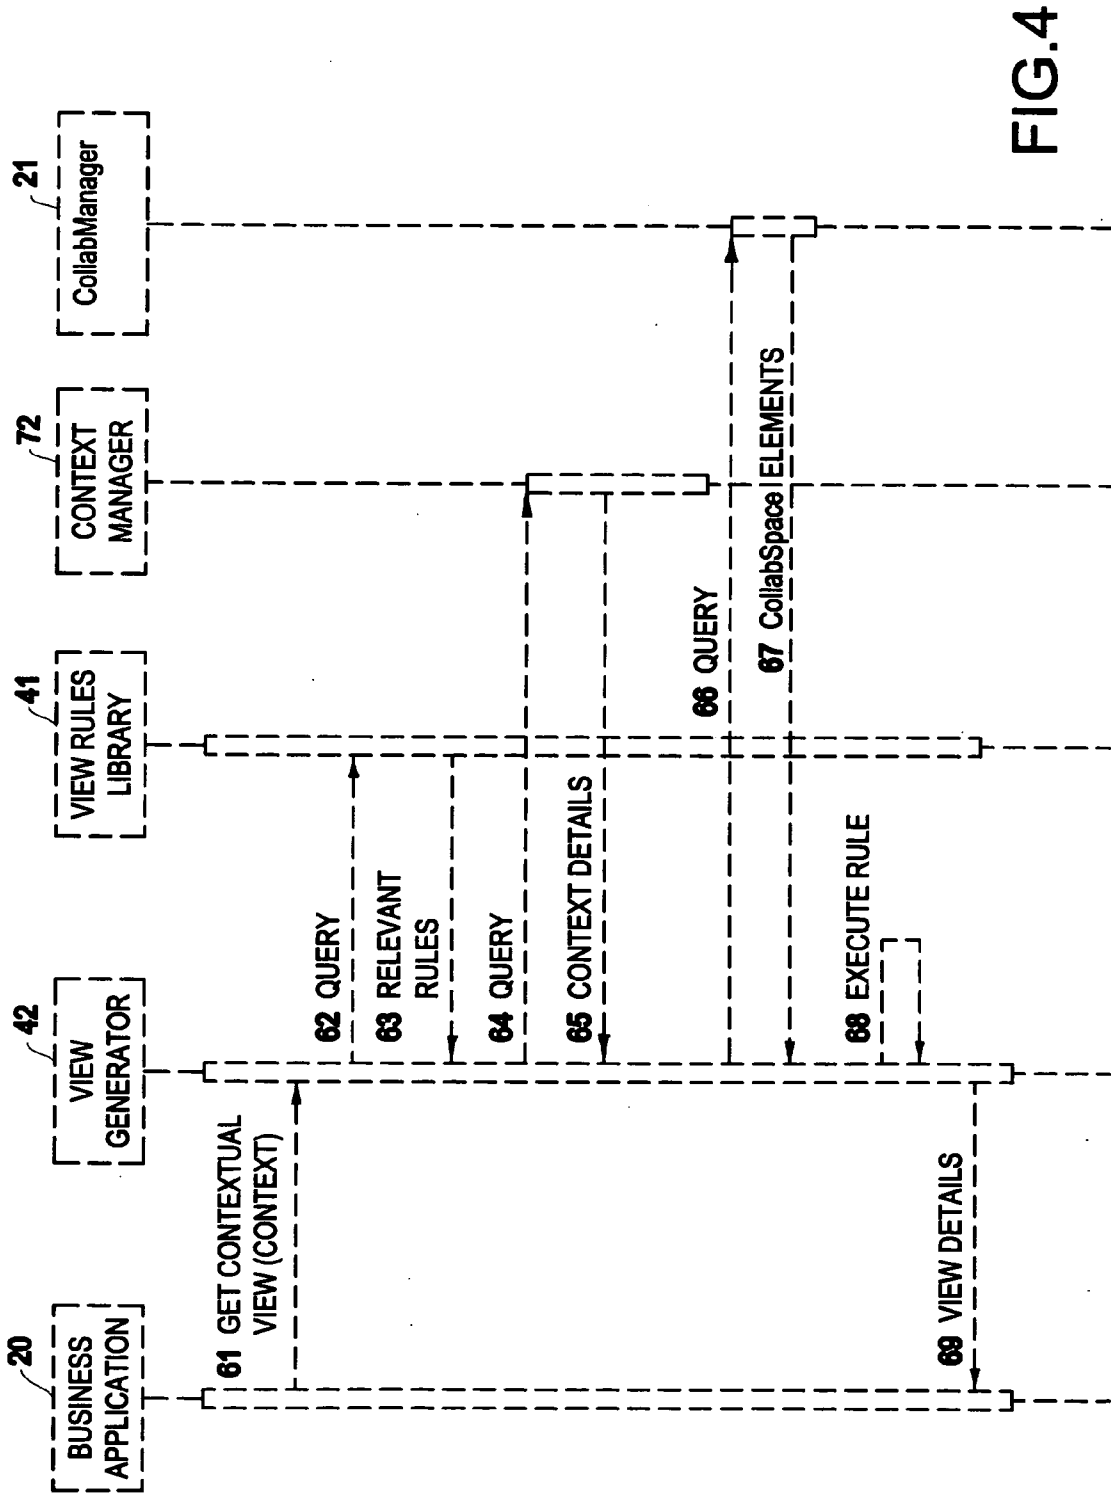 20
BUSINESS
APPLICATION
42
VIEW
GENERATOR
41
VIEW RULES
LIBRARY
72
CONTEXT
MANAGER
21
CollabManager
61 GET CONTEXTUAL
VIEW (CONTEXT)
62 QUERY
63 RELEVANT
RULES
64 QUERY
65 CONTEXT DETAILS
66 QUERY
67 CollabSpace ELEMENTS
68 EXECUTE RULE
69 VIEW DETAILS
FIG.4